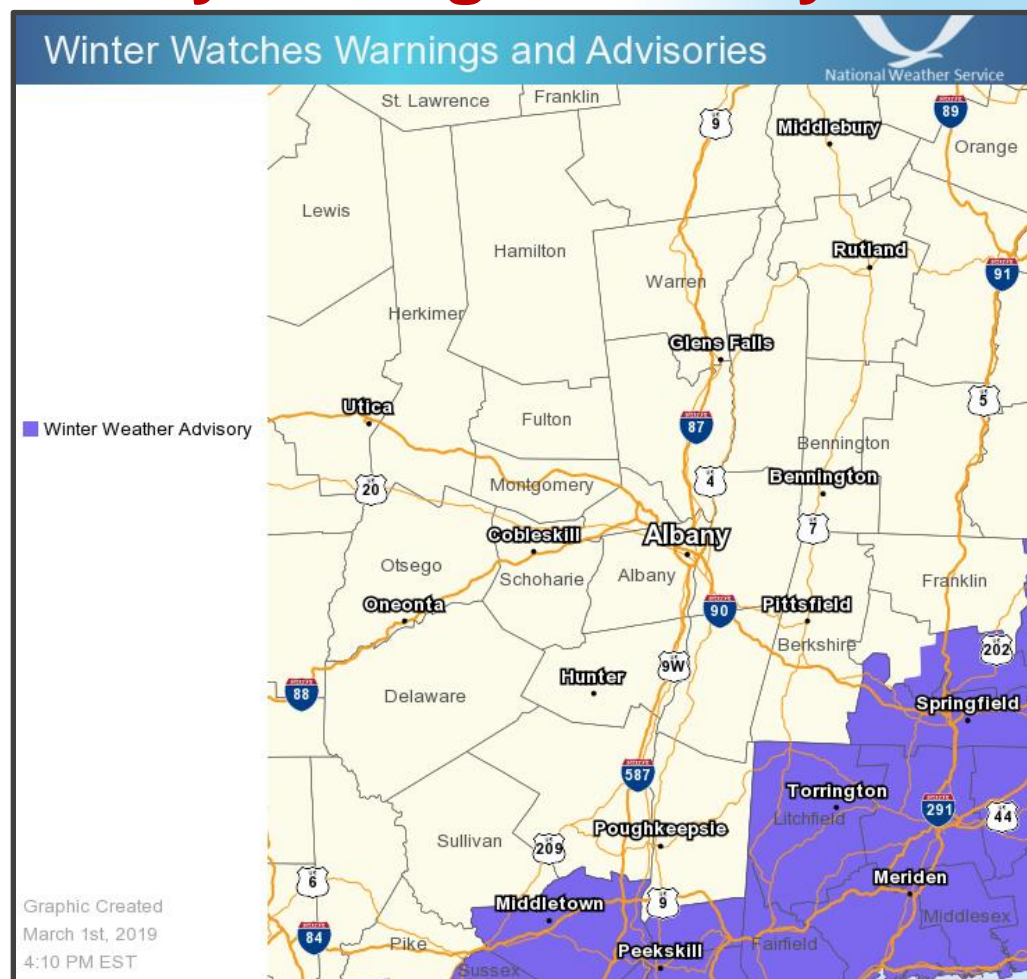 Winter Watches Warnings and Advisories
National Weather Service
St. Lawrence
Franklin
9
Middlebury
89
Orange
Lewis
Hamilton
Rutland
91
Warren
Herkimer
Glens Falls
Utica
Fulton
87
5
Winter Weather Advisory
Bennington
20
Montgomery
4
Bennington
7
Cobleskill
Albany
Otsego
Schoharie
Albany
Franklin
Oneonta
90
Pittsfield
Berkshire
202
9W
Hunter
88
Delaware
Springfield
587
Torrington
291
44
Litchfield
Poughkeepsie
Sullivan
209
6
Meriden
Middletown
9
Middlesex
Graphic Created
March 1st, 2019
4:10 PM EST
84
Pike
Peekskill
Fairfield
Sussex